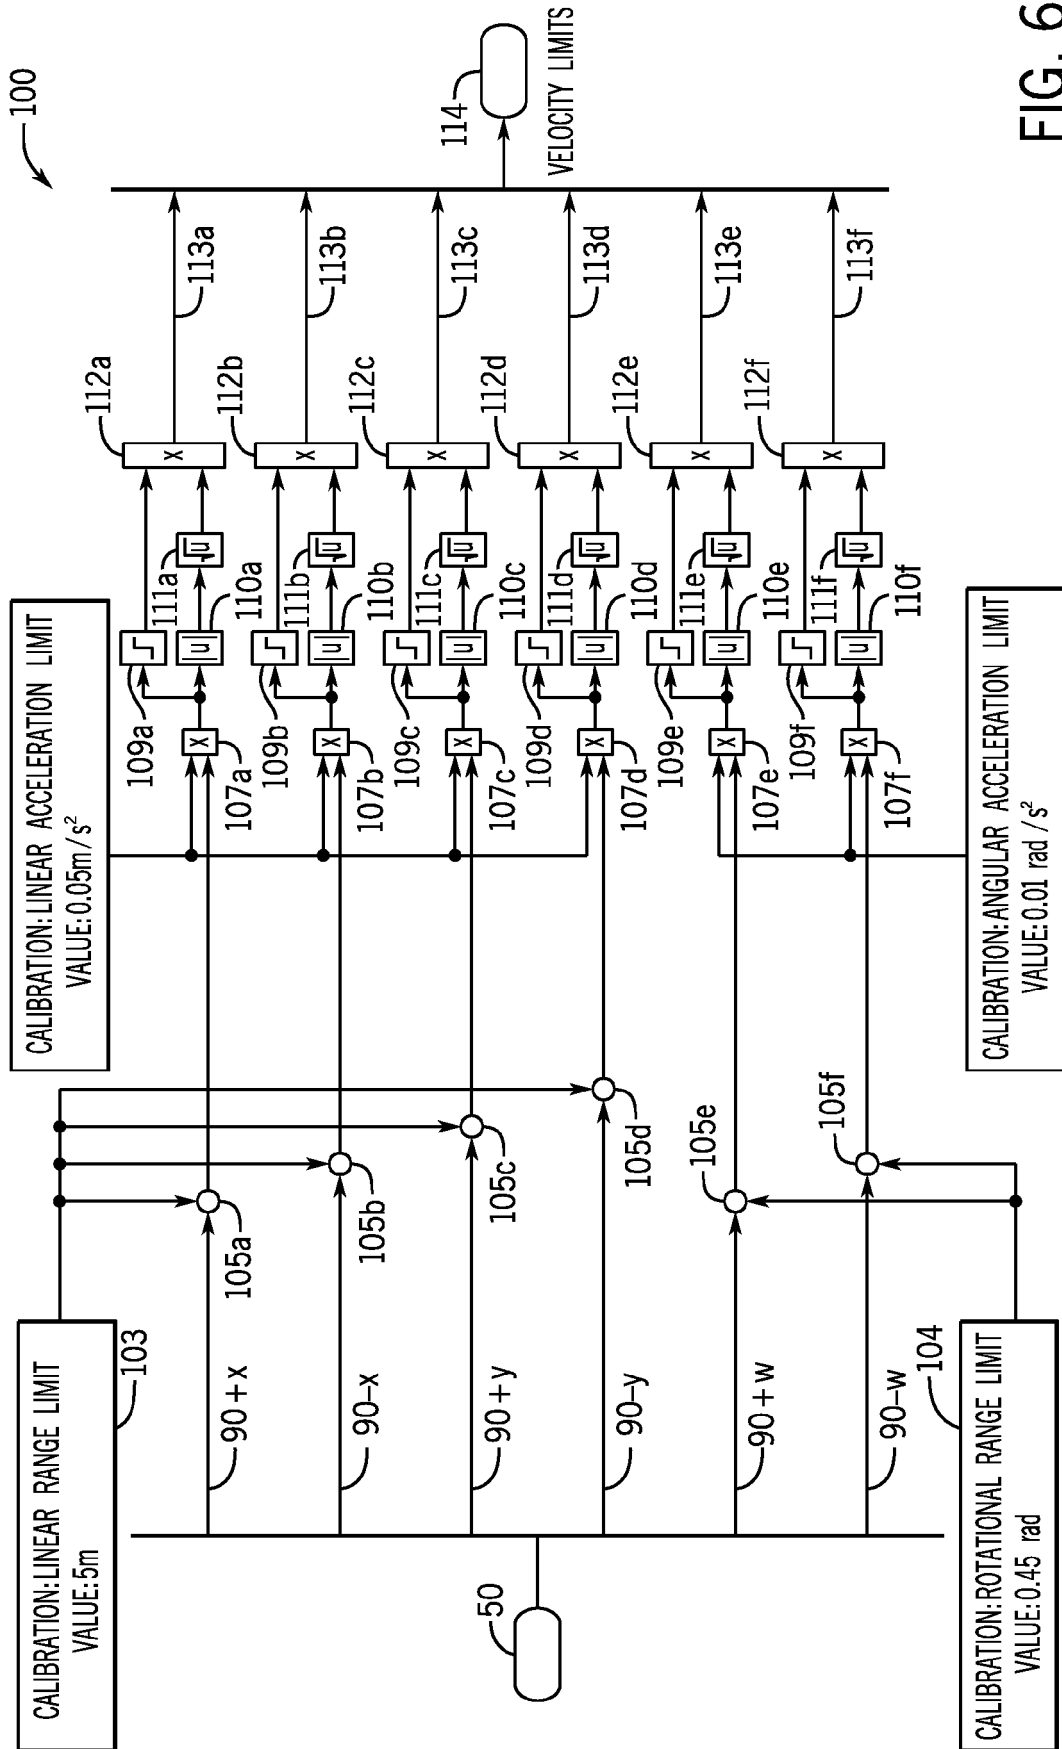 100
CALIBRATION: LINEAR RANGE LIMIT
VALUE: 5m
103
CALIBRATION: LINEAR ACCELERATION LIMIT
VALUE: 0.05m/s²
50
90+x
90-x
90+y
90-y
90+w
90-w
105a
105b
105c
105d
105e
105f
107a
107b
107c
107d
107e
107f
X
X
X
X
X
X
109a
109b
109c
109d
109e
109f
|u|
|u|
|u|
|u|
|u|
|u|
110a
110b
110c
110d
110e
110f
111a
111b
111c
111d
111e
111f
√u
√u
√u
√u
√u
√u
112a
112b
112c
112d
112e
112f
X
X
X
X
X
X
113a
113b
113c
113d
113e
113f
114
VELOCITY LIMITS
CALIBRATION: ROTATIONAL RANGE LIMIT
VALUE: 0.45 rad
104
CALIBRATION: ANGULAR ACCELERATION LIMIT
VALUE: 0.01 rad / s²
FIG. 6